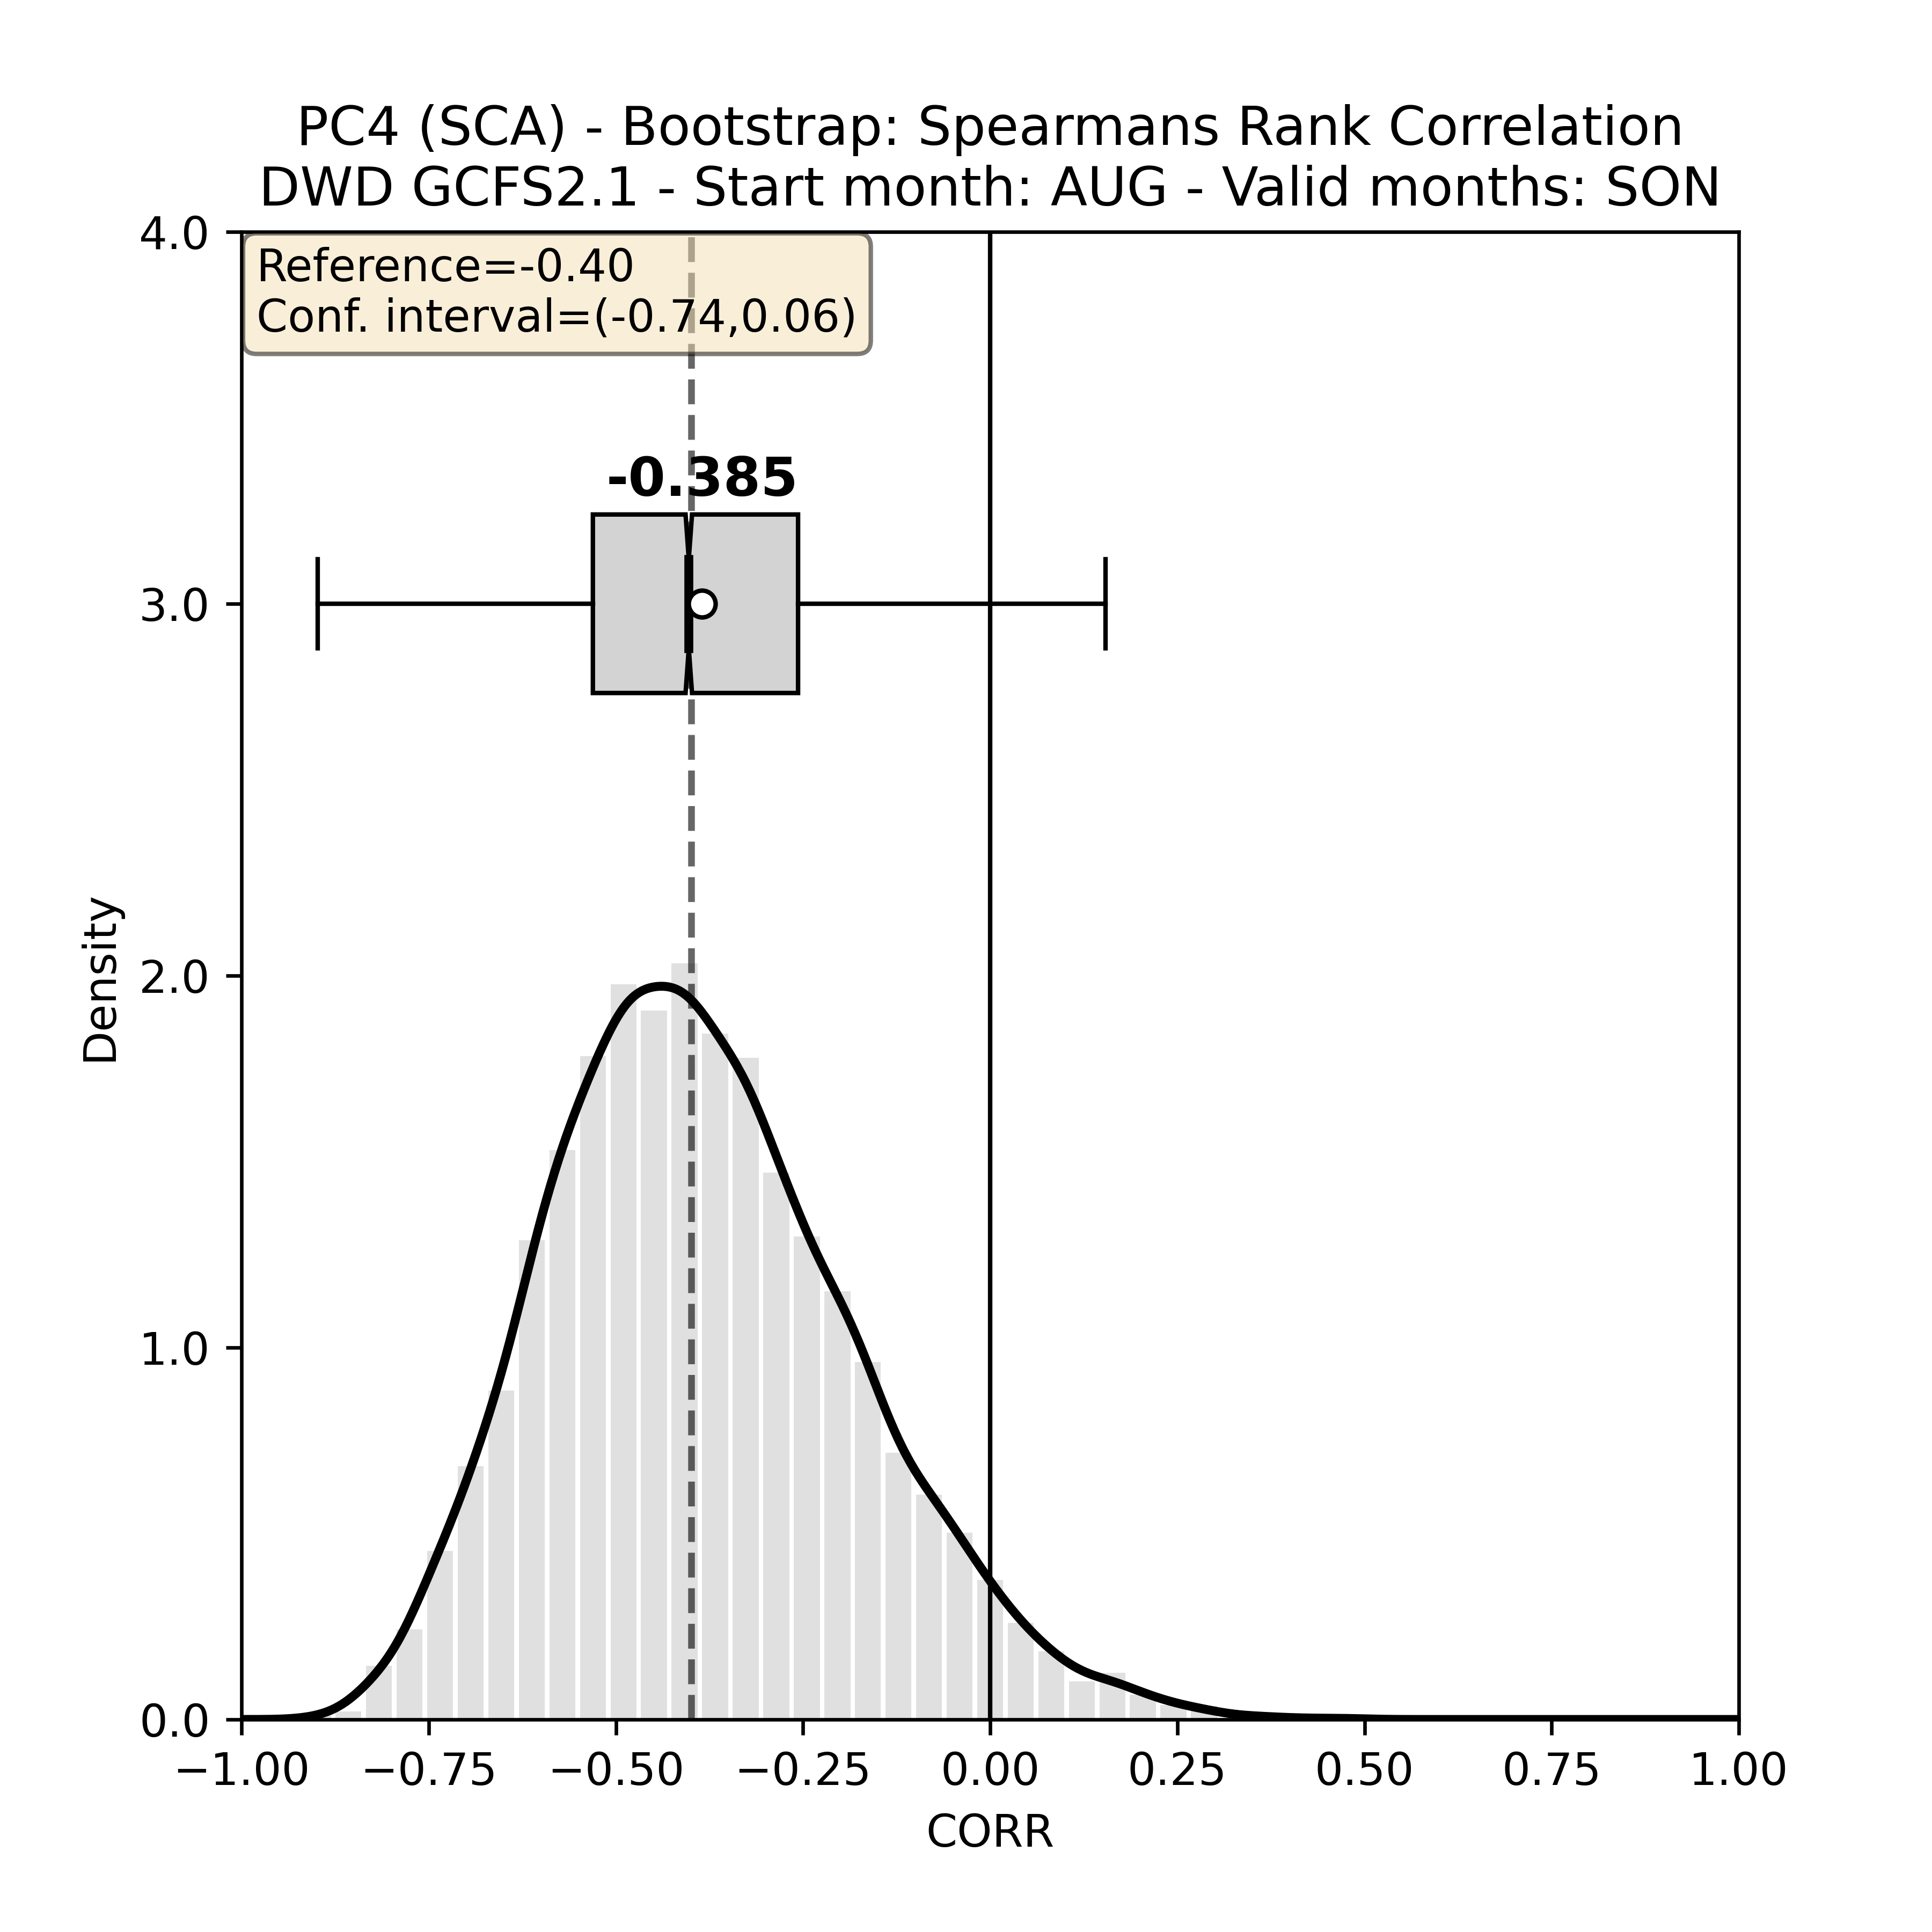 PC4 (SCA) - Bootstrap: Spearmans Rank Correlation
DWD GCFS2.1 - Start month: AUG - Valid months: SON
Reference=-0.40
Conf. interval=(-0.74,0.06)
-0.385
Density
4.0
3.0
2.0
1.0
0.0
−1.00 −0.75 −0.50 −0.25 0.00 0.25 0.50 0.75 1.00
CORR